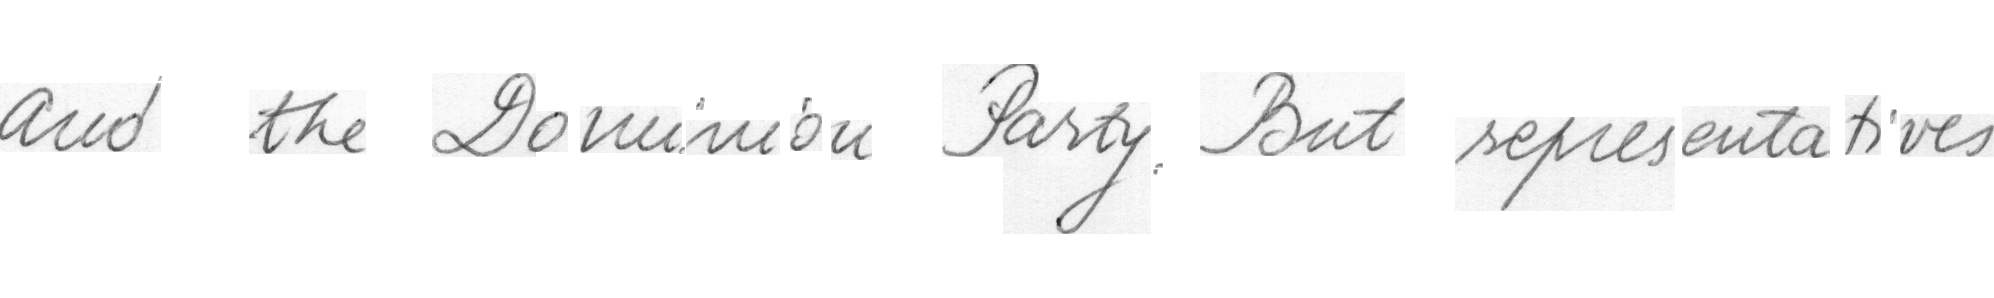 and the Dominion Party. But representatives